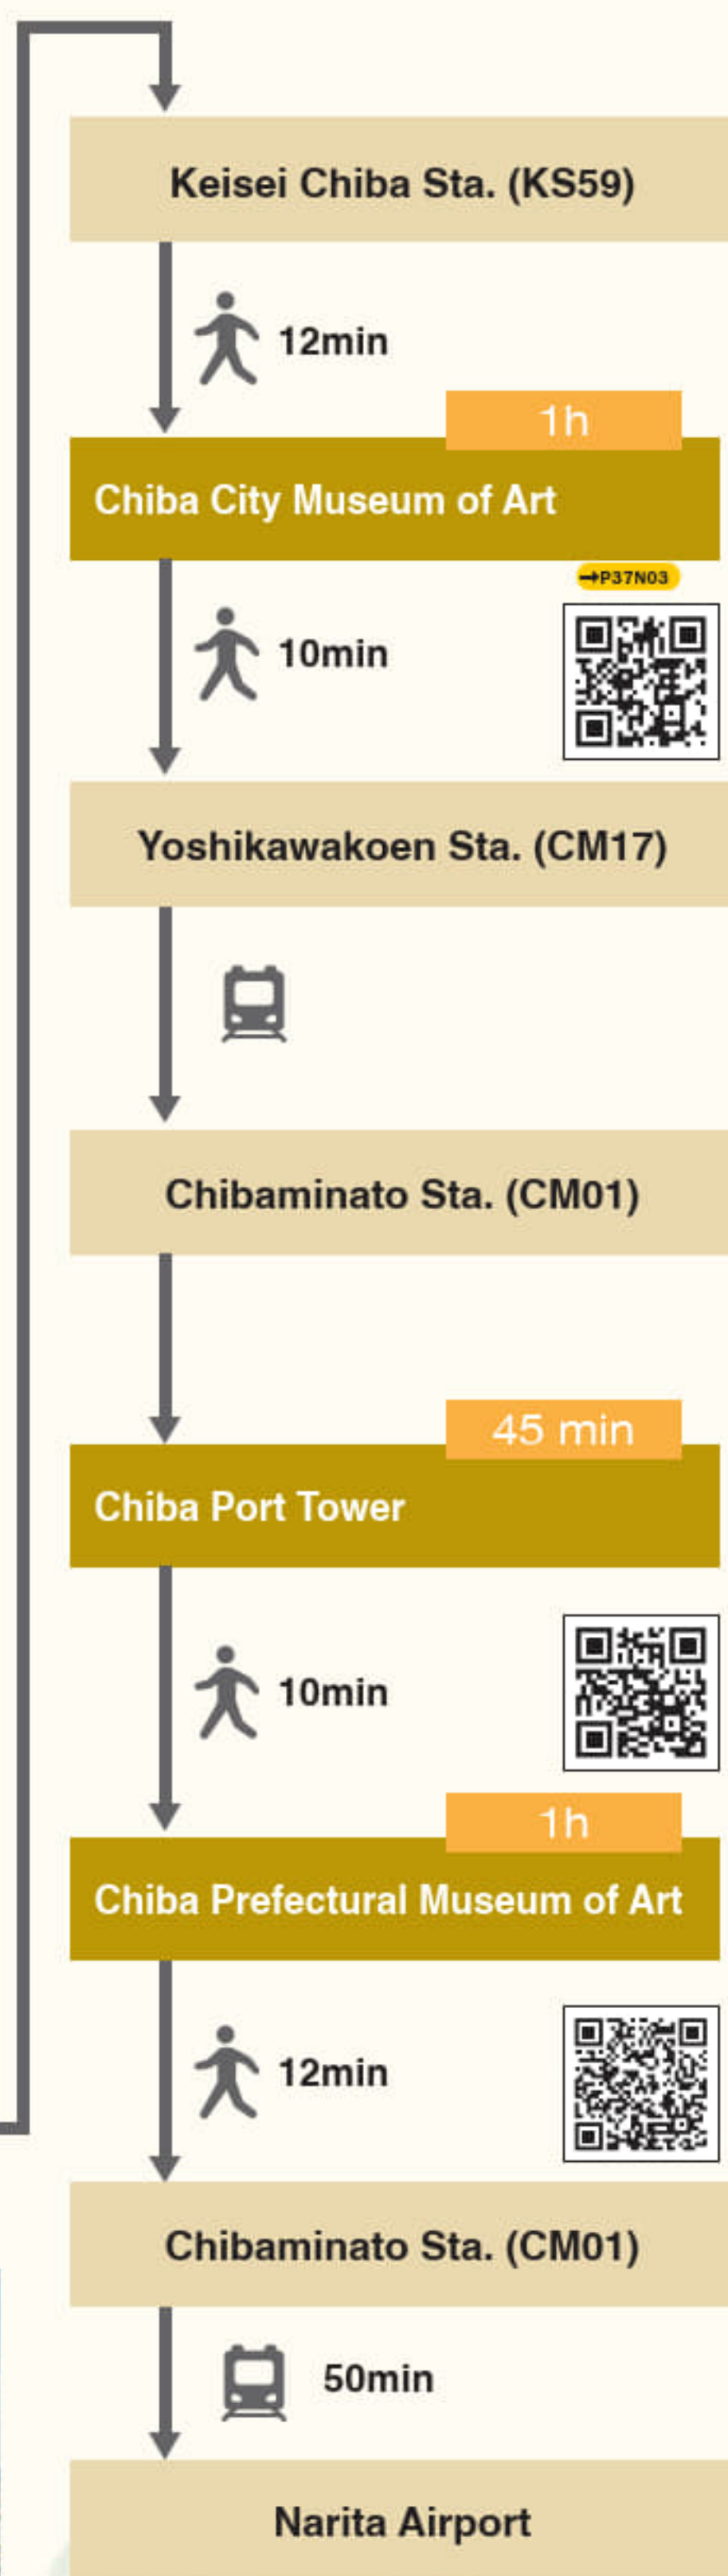 Keisei Chiba Sta. (KS59)
12min
1h
Chiba City Museum of Art
→P37N03
10min
Yoshikawakoen Sta. (CM17)
Chibaminato Sta. (CM01)
45 min
Chiba Port Tower
10min
1h
Chiba Prefectural Museum of Art
12min
Chibaminato Sta. (CM01)
50min
Narita Airport